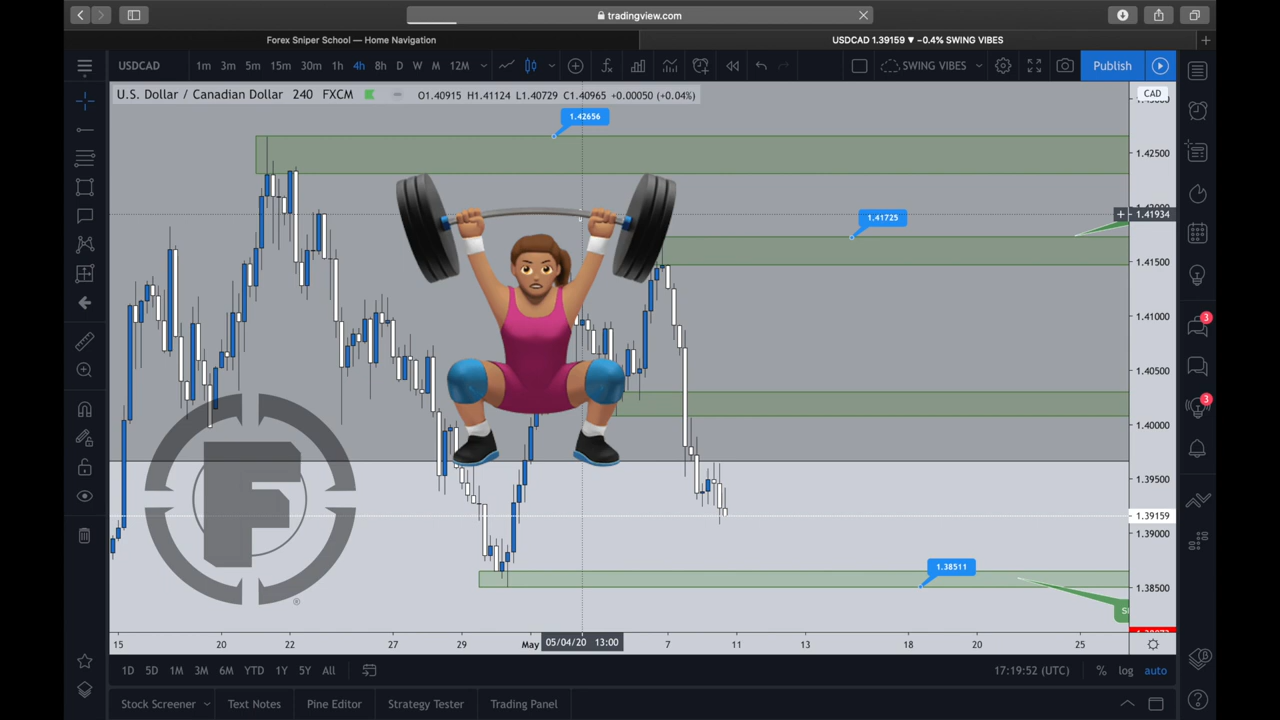 tradingview.com
Forex Sniper School — Home Navigation
USDCAD 1.39159 ▼ −0.4% SWING VIBES
USDCAD 1m 3m 5m 15m 30m 1h 4h 8h D W M 12M SWING VIBES Publish
U.S. Dollar / Canadian Dollar 240 FXCM O1.40915 H1.41124 L1.40729 C1.40965 +0.00050 (+0.04%)
CAD
1.42656
1.42500
1.41934
1.41725
1.41500
3
1.41000
1.40500
3
1.40000
1.39500
1.39159
1.39000
1.38511
1.38500
F
®
15 20 22 27 29 May 05/04/20 13:00 7 11 13 18 20 25
1D 5D 1M 3M 6M YTD 1Y 5Y All 17:19:52 (UTC) % log auto
Stock Screener Text Notes Pine Editor Strategy Tester Trading Panel